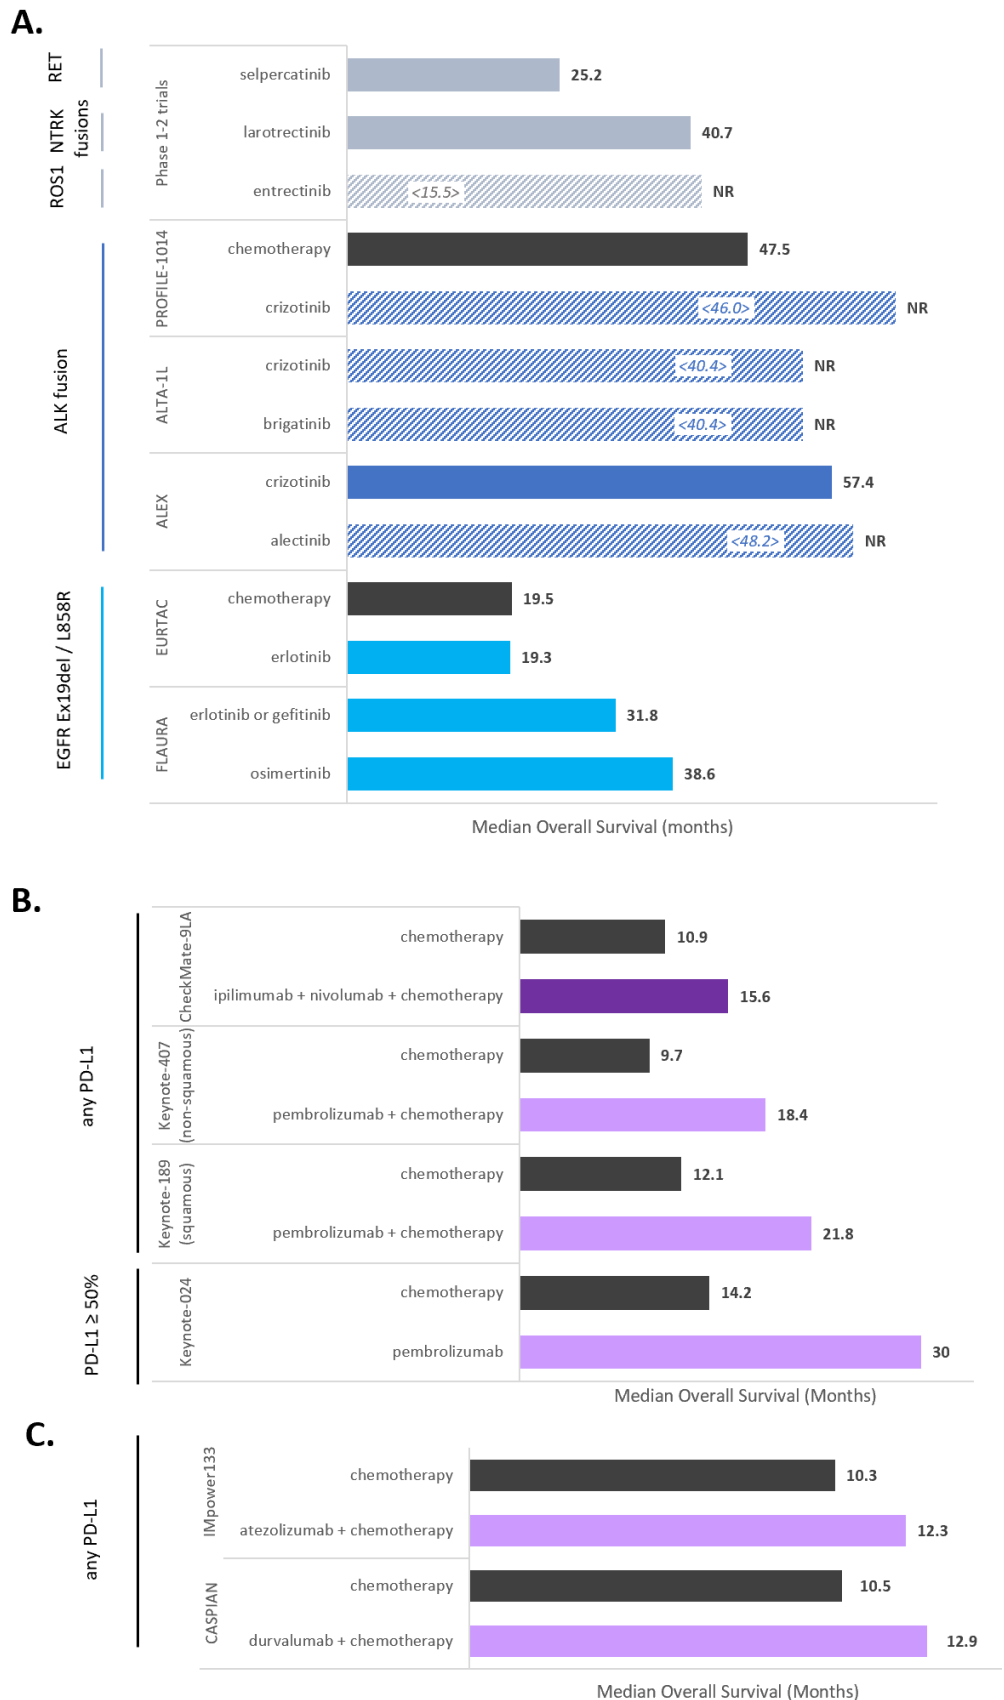 A.
RET
NTRK
fusions
ROS1
Phase 1-2 trials
selpercatinib
25.2
larotrectinib
40.7
entrectinib
<15.5>
NR
ALK fusion
PROFILE-1014
chemotherapy
47.5
crizotinib
<46.0>
NR
ALTA-1L
crizotinib
<40.4>
NR
brigatinib
<40.4>
NR
ALEX
crizotinib
57.4
alectinib
<48.2>
NR
EGFR Ex19del / L858R
EURTAC
chemotherapy
19.5
erlotinib
19.3
FLAURA
erlotinib or gefitinib
31.8
osimertinib
38.6
Median Overall Survival (months)
B.
any PD-L1
CheckMate-9LA
chemotherapy
10.9
ipilimumab + nivolumab + chemotherapy
15.6
Keynote-407
(non-squamous)
chemotherapy
9.7
pembrolizumab + chemotherapy
18.4
Keynote-189
(squamous)
chemotherapy
12.1
pembrolizumab + chemotherapy
21.8
PD-L1 ≥ 50%
Keynote-024
chemotherapy
14.2
pembrolizumab
30
Median Overall Survival (Months)
C.
any PD-L1
IMpower133
chemotherapy
10.3
atezolizumab + chemotherapy
12.3
CASPIAN
chemotherapy
10.5
durvalumab + chemotherapy
12.9
Median Overall Survival (Months)